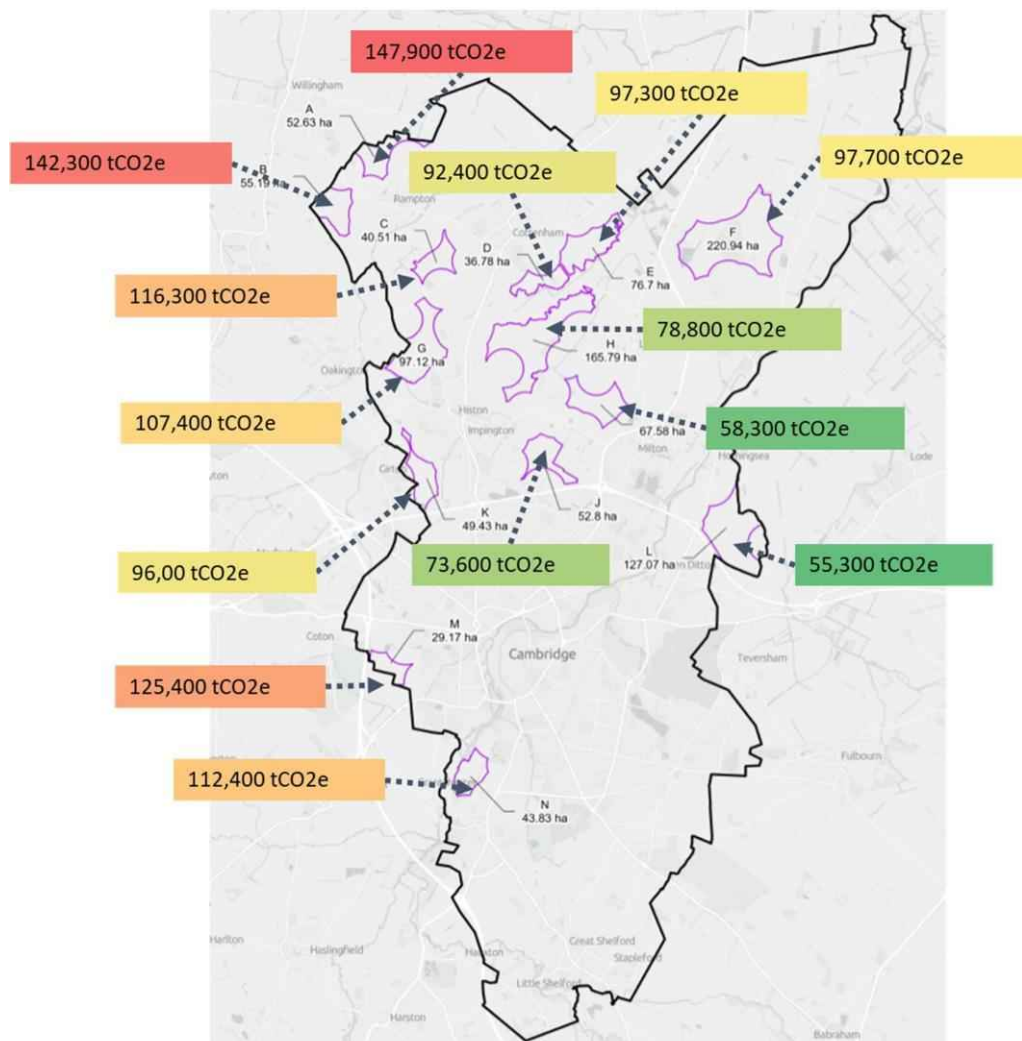 147,900 tCO2e
Willingham
97,300 tCO2e
A
52.63 ha
142,300 tCO2e
B
55.19 ha
92,400 tCO2e
97,700 tCO2e
Rampton
C
40.51 ha
Cottenham
D
36.78 ha
F
220.94 ha
E
76.7 ha
116,300 tCO2e
78,800 tCO2e
H
165.79 ha
G
97.12 ha
Oakington
107,400 tCO2e
Histon
Impington
67.58 ha
58,300 tCO2e
Milton
Lode
K
49.43 ha
J
52.8 ha
96,00 tCO2e
73,600 tCO2e
L
127.07 ha
55,300 tCO2e
M
29.17 ha
Coton
Cambridge
Teversham
125,400 tCO2e
Fulbourn
112,400 tCO2e
N
43.83 ha
Harlton
Haslingfield
Great Shelford
Stapleford
Little Shelford
Harston
Babraham